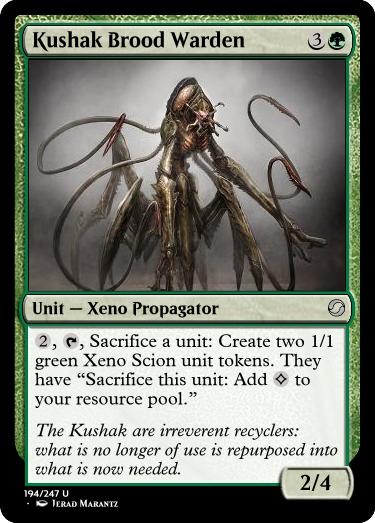 Kushak Brood Warden 3
Unit — Xeno Propagator
2, , Sacrifice a unit: Create two 1/1
green Xeno Scion unit tokens. They
have “Sacrifice this unit: Add to
your resource pool.”
The Kushak are irreverent recyclers:
what is no longer of use is repurposed into
what is now needed.
2/4
194/247 U
· Jerad Marantz